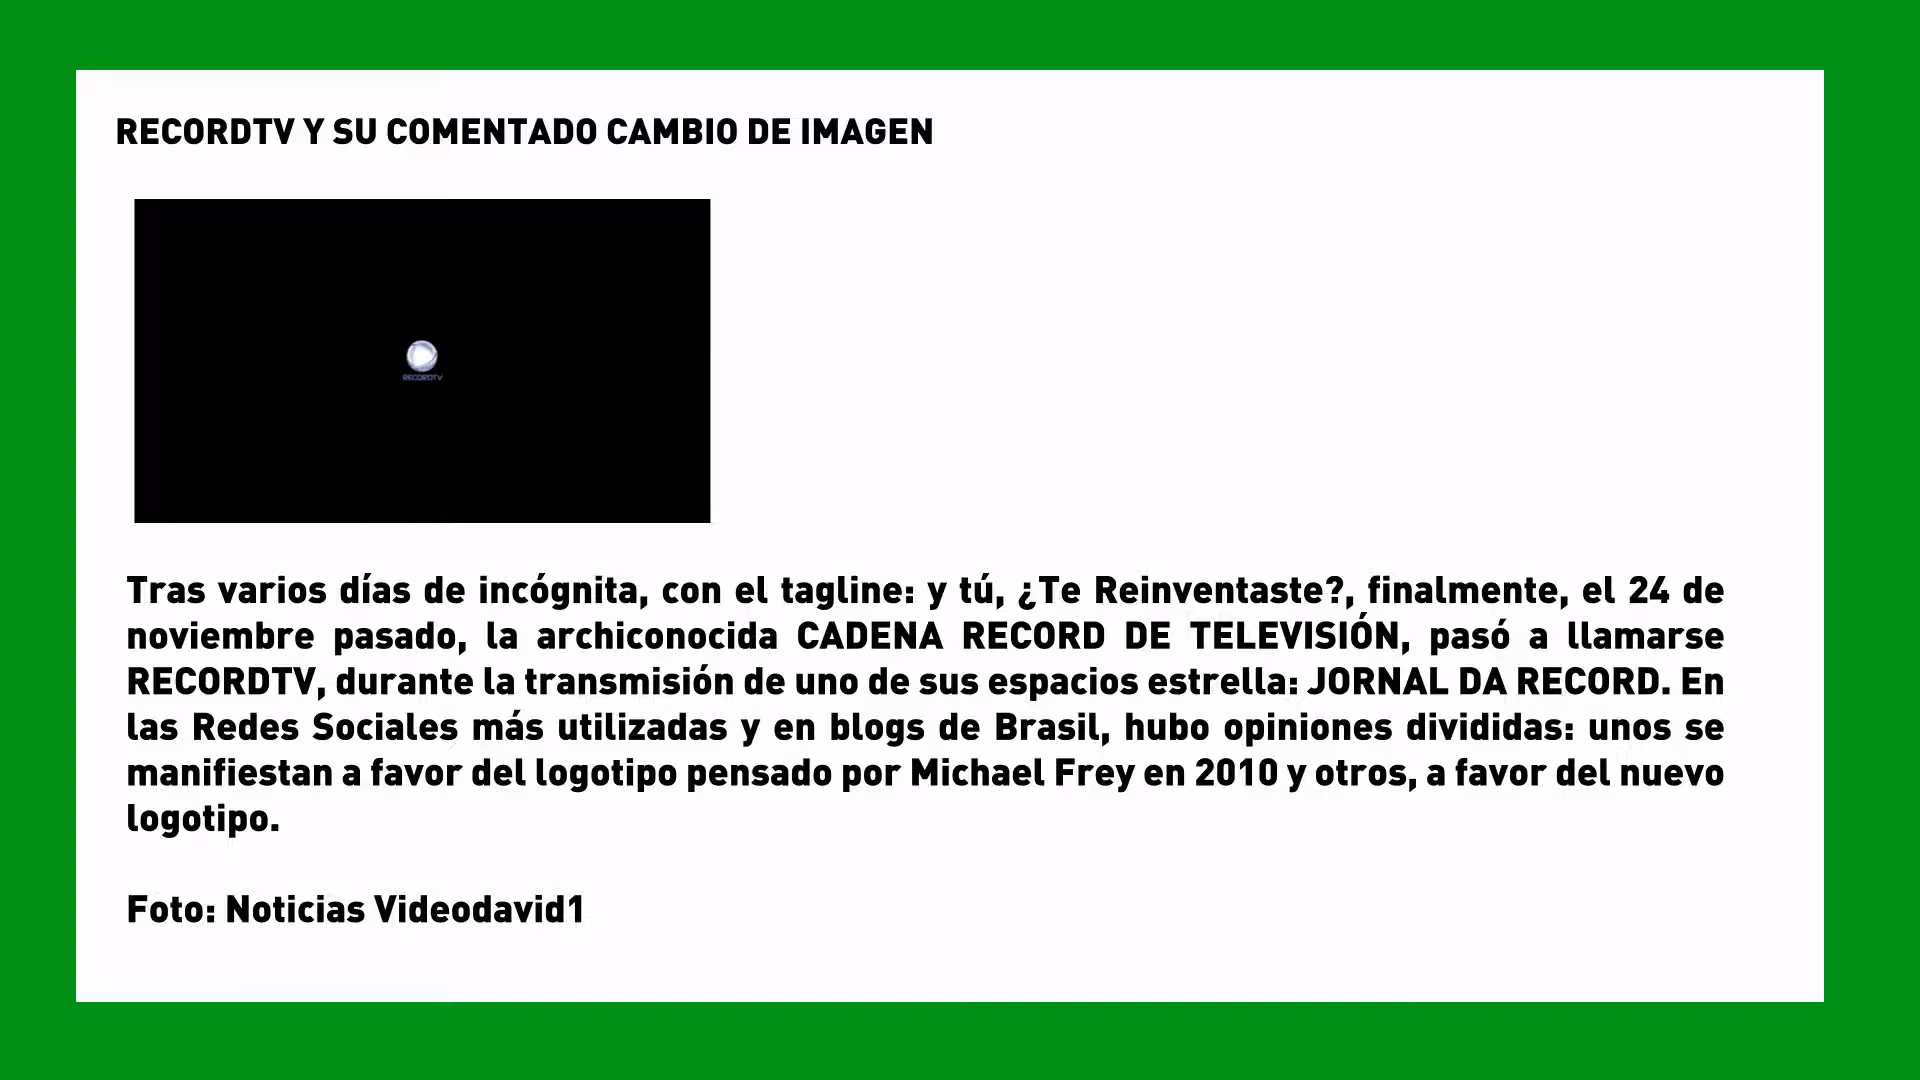 RECORDTV Y SU COMENTADO CAMBIO DE IMAGEN
RECORDTV
Tras varios días de incógnita, con el tagline: y tú, ¿Te Reinventaste?, finalmente, el 24 de
noviembre pasado, la archiconocida CADENA RECORD DE TELEVISIÓN, pasó a llamarse
RECORDTV, durante la transmisión de uno de sus espacios estrella: JORNAL DA RECORD. En
las Redes Sociales más utilizadas y en blogs de Brasil, hubo opiniones divididas: unos se
manifiestan a favor del logotipo pensado por Michael Frey en 2010 y otros, a favor del nuevo
logotipo.
Foto: Noticias Videodavid1